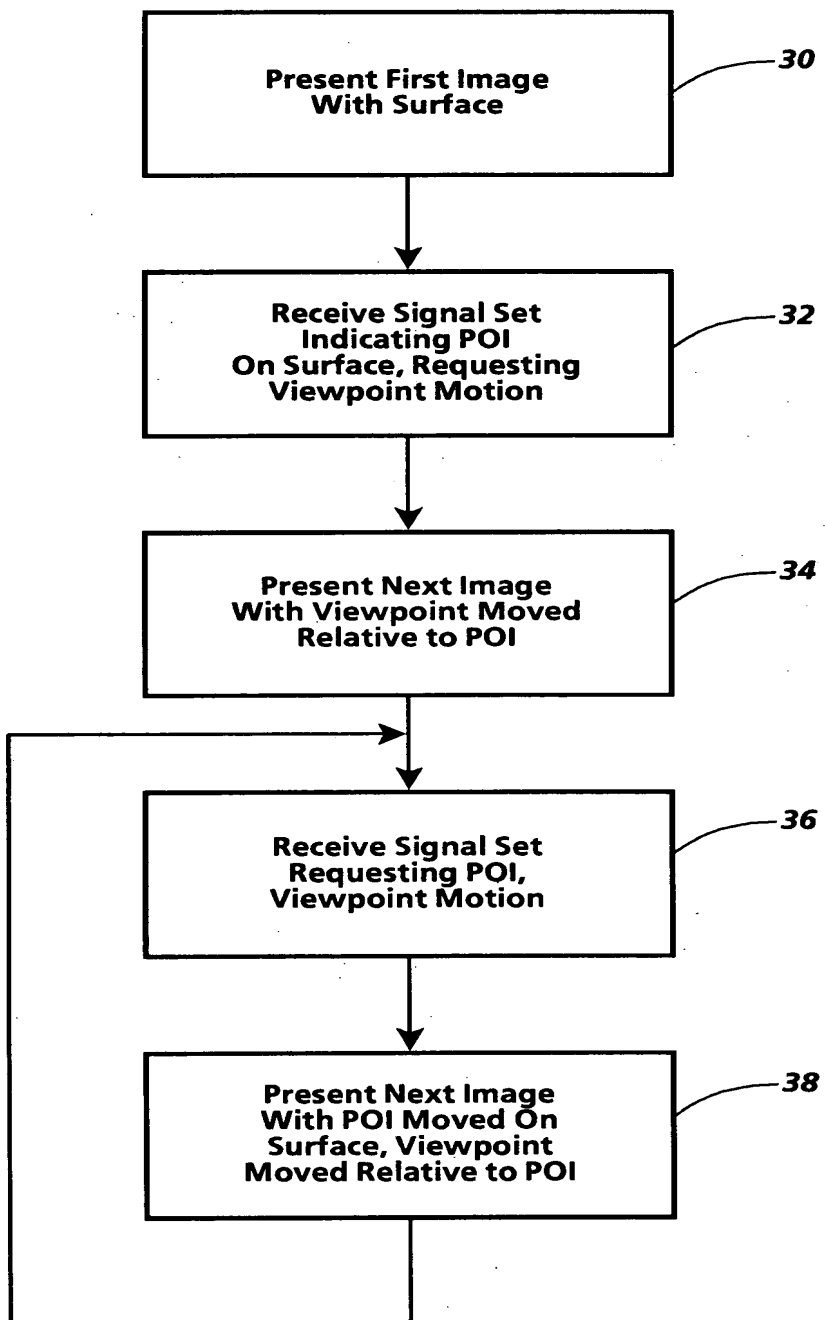 Present First Image
With Surface
30
Receive Signal Set
Indicating POI
On Surface, Requesting
Viewpoint Motion
32
Present Next Image
With Viewpoint Moved
Relative to POI
34
Receive Signal Set
Requesting POI,
Viewpoint Motion
36
Present Next Image
With POI Moved On
Surface, Viewpoint
Moved Relative to POI
38